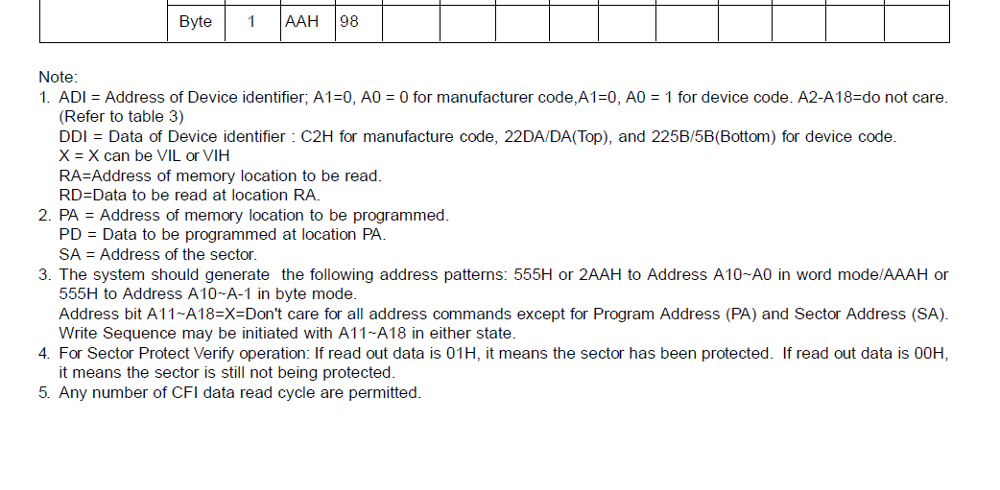 Byte 1 AAH 98
Note:
1. ADI = Address of Device identifier; A1=0, A0 = 0 for manufacturer code,A1=0, A0 = 1 for device code. A2-A18=do not care.
(Refer to table 3)
DDI = Data of Device identifier : C2H for manufacture code, 22DA/DA(Top), and 225B/5B(Bottom) for device code.
X = X can be VIL or VIH
RA=Address of memory location to be read.
RD=Data to be read at location RA.
2. PA = Address of memory location to be programmed.
PD = Data to be programmed at location PA.
SA = Address of the sector.
3. The system should generate the following address patterns: 555H or 2AAH to Address A10~A0 in word mode/AAAH or
555H to Address A10~A-1 in byte mode.
Address bit A11~A18=X=Don't care for all address commands except for Program Address (PA) and Sector Address (SA).
Write Sequence may be initiated with A11~A18 in either state.
4. For Sector Protect Verify operation: If read out data is 01H, it means the sector has been protected. If read out data is 00H,
it means the sector is still not being protected.
5. Any number of CFI data read cycle are permitted.